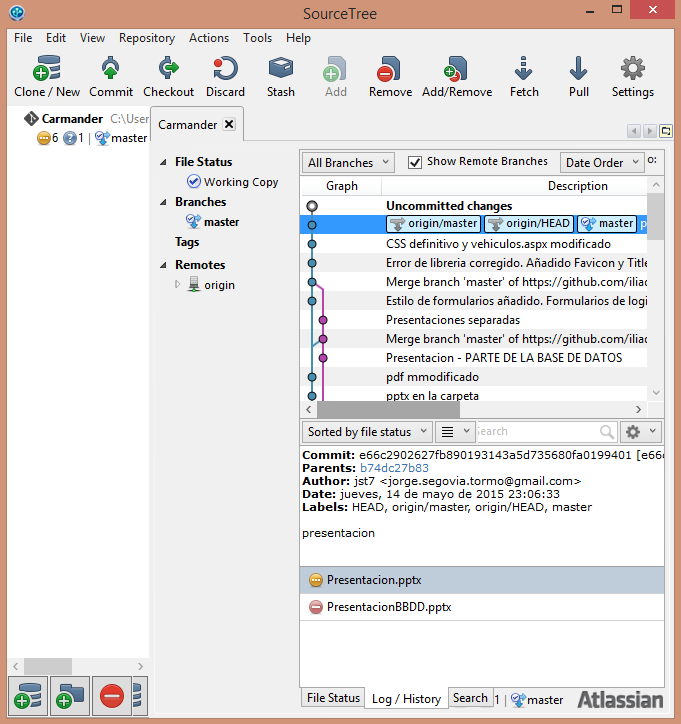 SourceTree
File Edit View Repository Actions Tools Help
Clone / New Commit Checkout Discard Stash Add Remove Add/Remove Fetch Pull Settings
Carmander C:\User
6 1 | master
Carmander
File Status
Working Copy
Branches
master
Tags
Remotes
origin
All Branches Show Remote Branches Date Order o:
Graph Description
Uncommitted changes
origin/master origin/HEAD master p
CSS definitivo y vehiculos.aspx modificado
Error de libreria corregido. Añadido Favicon y Title
Merge branch 'master' of https://github.com/iliac
Estilo de formularios añadido. Formularios de logi
Presentaciones separadas
Merge branch 'master' of https://github.com/iliac
Presentacion - PARTE DE LA BASE DE DATOS
pdf mmodificado
pptx en la carpeta
Sorted by file status Search
Commit: e66c2902627fb890193143a5d735680fa0199401 [e66c
Parents: b74dc27b83
Author: jst7 <jorge.segovia.tormo@gmail.com>
Date: jueves, 14 de mayo de 2015 23:06:33
Labels: HEAD, origin/master, origin/HEAD, master
presentacion
Presentacion.pptx
PresentacionBBDD.pptx
File Status Log / History Search 1 | master Atlassian